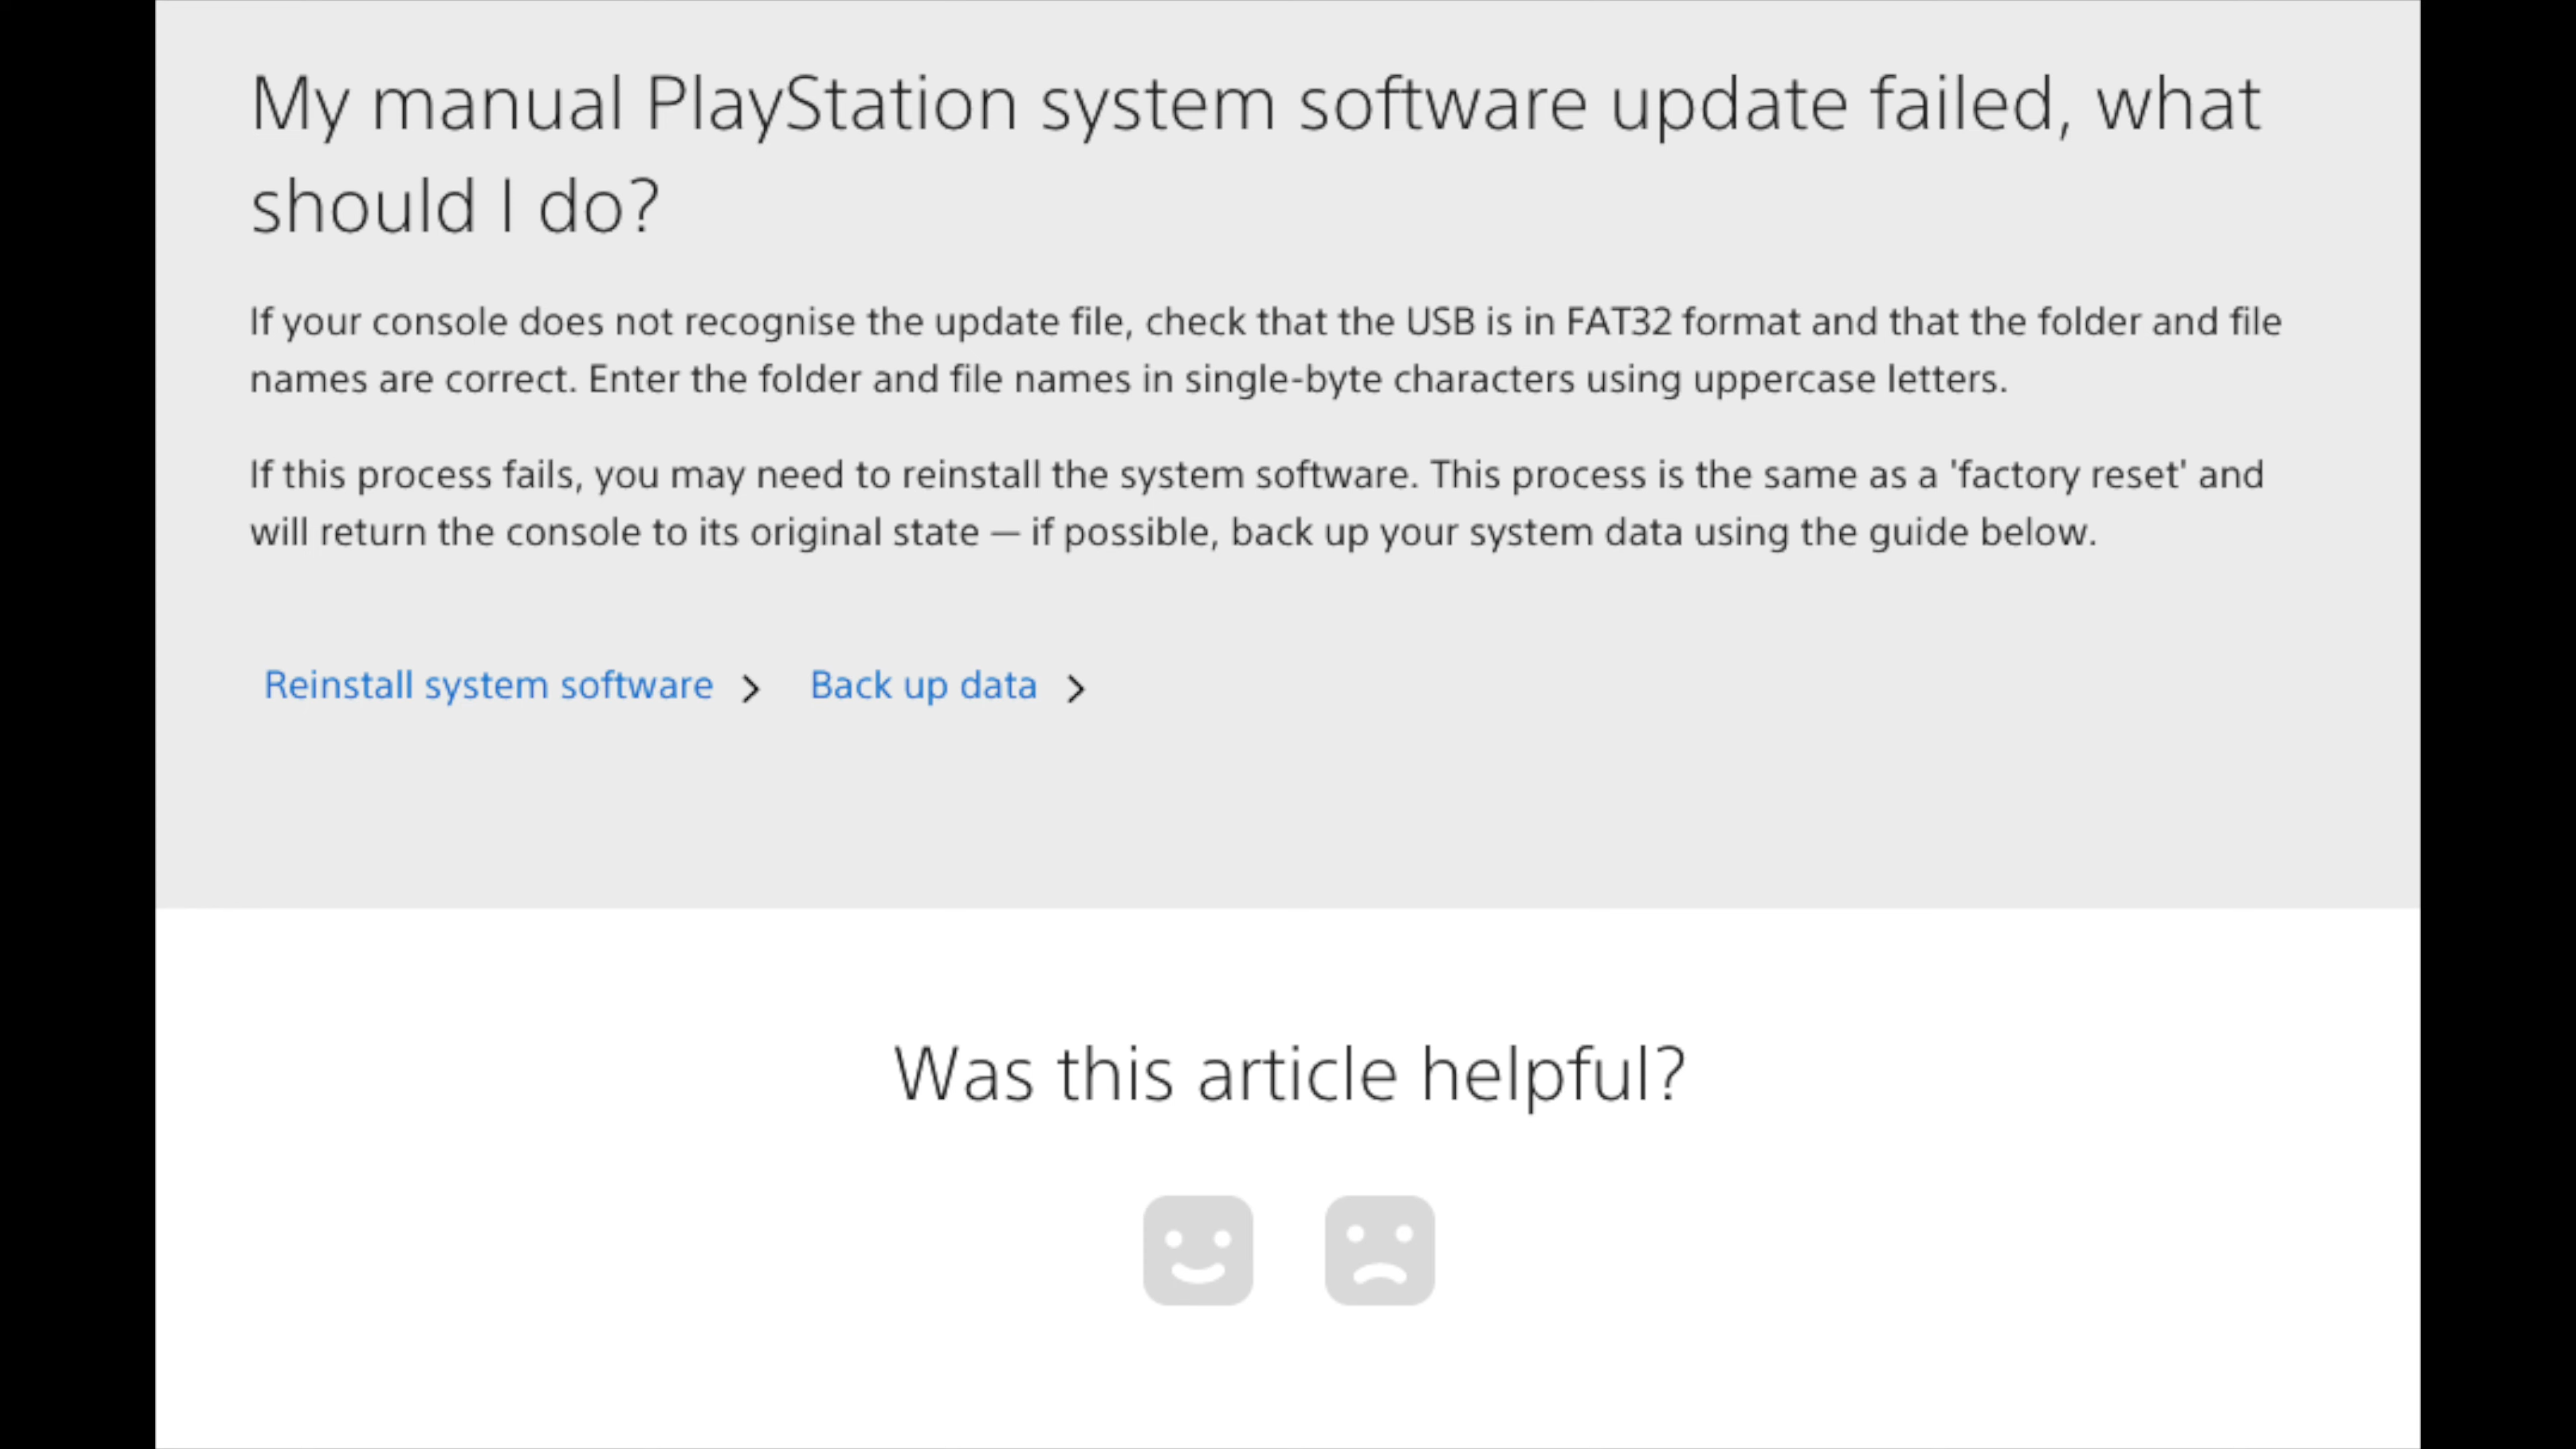 My manual PlayStation system software update failed, what
should I do?
If your console does not recognise the update file, check that the USB is in FAT32 format and that the folder and file
names are correct. Enter the folder and file names in single-byte characters using uppercase letters.
If this process fails, you may need to reinstall the system software. This process is the same as a 'factory reset' and
will return the console to its original state — if possible, back up your system data using the guide below.
Reinstall system software > Back up data >
Was this article helpful?